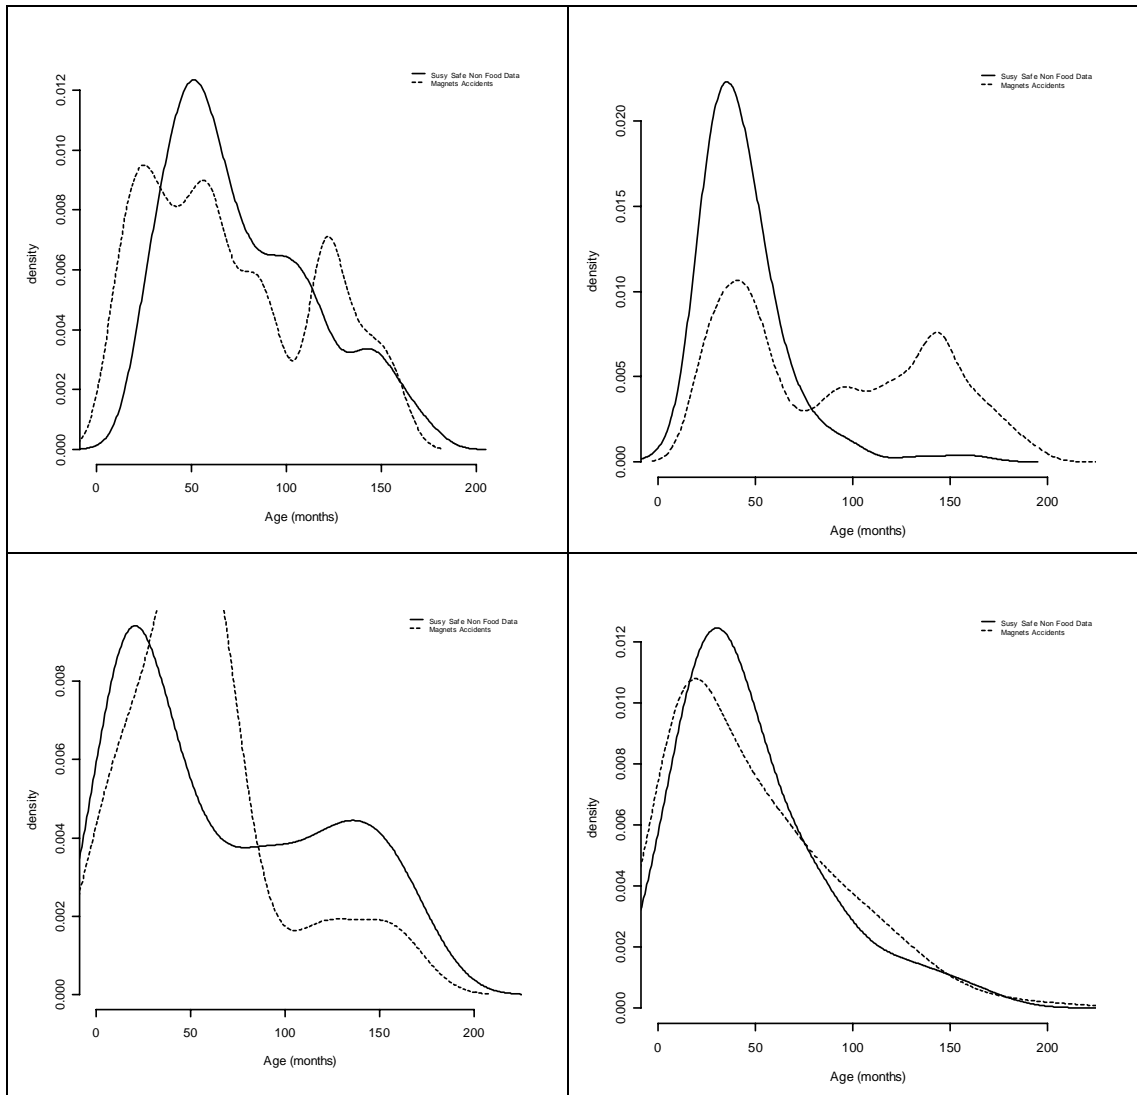 Susy Safe Non Food Data
Magnets Accidents
0.012
0.010
0.008
0.006
0.004
0.002
0.000
density
0 50 100 150 200
Age (months)
Susy Safe Non Food Data
Magnets Accidents
0.020
0.015
0.010
0.005
0.000
density
0 50 100 150 200
Age (months)
Susy Safe Non Food Data
Magnets Accidents
0.008
0.006
0.004
0.002
0.000
density
0 50 100 150 200
Age (months)
Susy Safe Non Food Data
Magnets Accidents
0.012
0.010
0.008
0.006
0.004
0.002
0.000
density
0 50 100 150 200
Age (months)